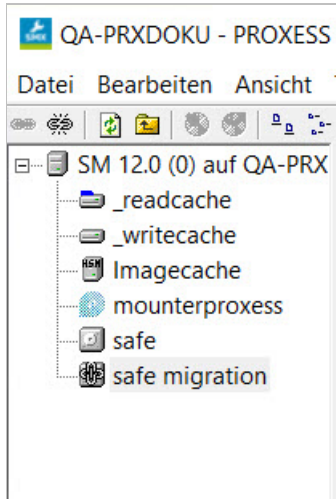 QA-PRXDOKU - PROXESS
Datei Bearbeiten Ansicht
SM 12.0 (0) auf QA-PRX
_readcache
_writecache
Imagecache
mounterproxess
safe
safe migration